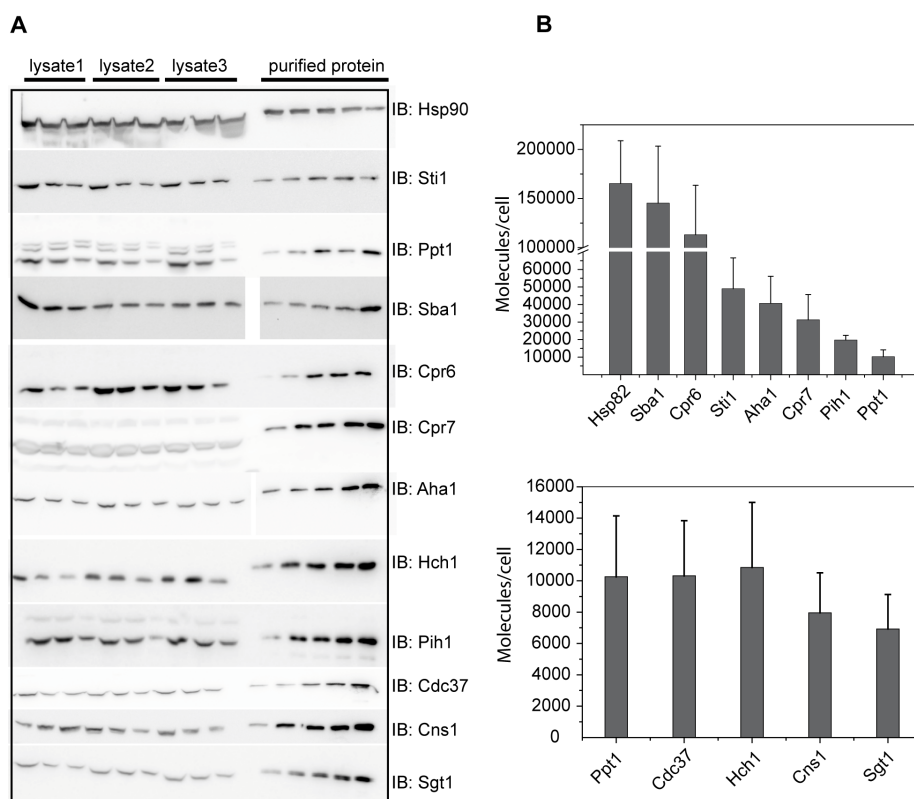 A
lysate1 lysate2 lysate3 purified protein
IB: Hsp90
IB: Sti1
IB: Ppt1
IB: Sba1
IB: Cpr6
IB: Cpr7
IB: Aha1
IB: Hch1
IB: Pih1
IB: Cdc37
IB: Cns1
IB: Sgt1
B
Molecules/cell
200000
150000
100000
60000
50000
40000
30000
20000
10000
Hsp82 Sba1 Cpr6 Sti1 Aha1 Cpr7 Pih1 Ppt1
Molecules/cell
16000
14000
12000
10000
8000
6000
4000
2000
0
Ppt1 Cdc37 Hch1 Cns1 Sgt1